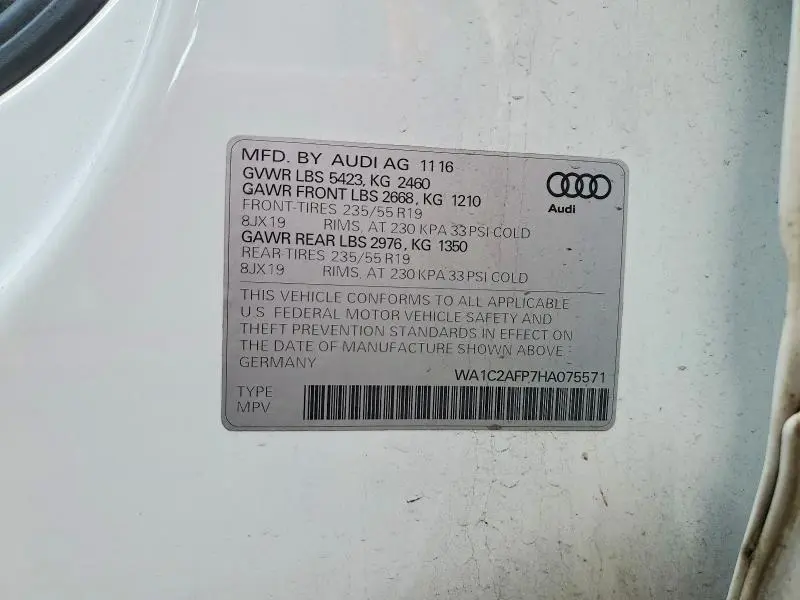 MFD. BY AUDI AG 1116
GVWR LBS 5423, KG 2460
GAWR FRONT LBS 2668, KG 1210
FRONT-TIRES 235/55 R19
8JX19 RIMS, AT 230 KPA 33 PSI COLD
GAWR REAR LBS 2976, KG 1350
REAR-TIRES 235/55 R19
8JX19 RIMS, AT 230 KPA 33 PSI COLD
Audi
THIS VEHICLE CONFORMS TO ALL APPLICABLE
U.S FEDERAL MOTOR VEHICLE SAFETY AND
THEFT PREVENTION STANDARDS IN EFFECT ON
THE DATE OF MANUFACTURE SHOWN ABOVE.
GERMANY
WA1C2AFP7HA075571
TYPE
MPV